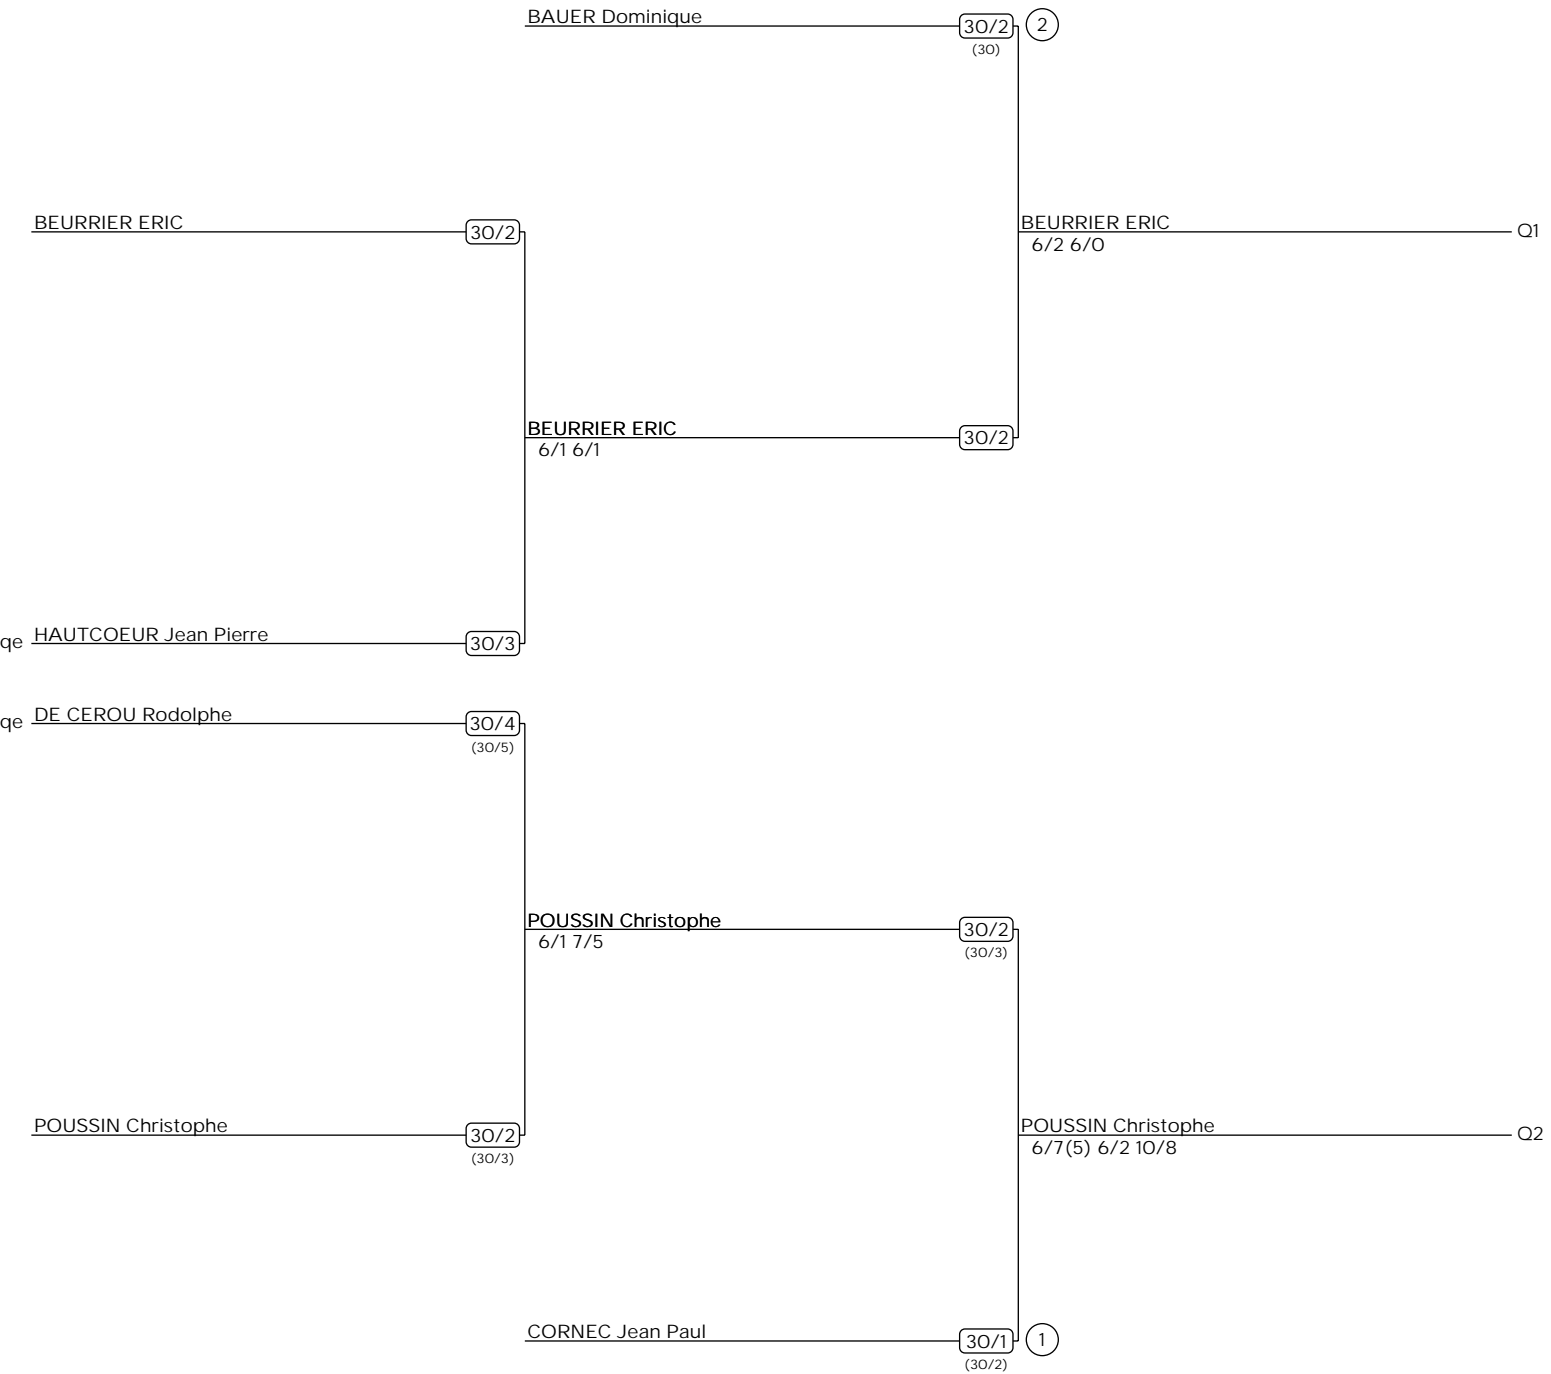 BAUER Dominique
30/2
2
(30)
BEURRIER ERIC
30/2
BEURRIER ERIC
Q1
6/2 6/0
BEURRIER ERIC
30/2
6/1 6/1
qe
HAUTCOEUR Jean Pierre
30/3
qe
DE CEROU Rodolphe
30/4
(30/5)
POUSSIN Christophe
30/2
6/1 7/5
(30/3)
POUSSIN Christophe
30/2
(30/3)
POUSSIN Christophe
Q2
6/7(5) 6/2 10/8
CORNEC Jean Paul
30/1
1
(30/2)